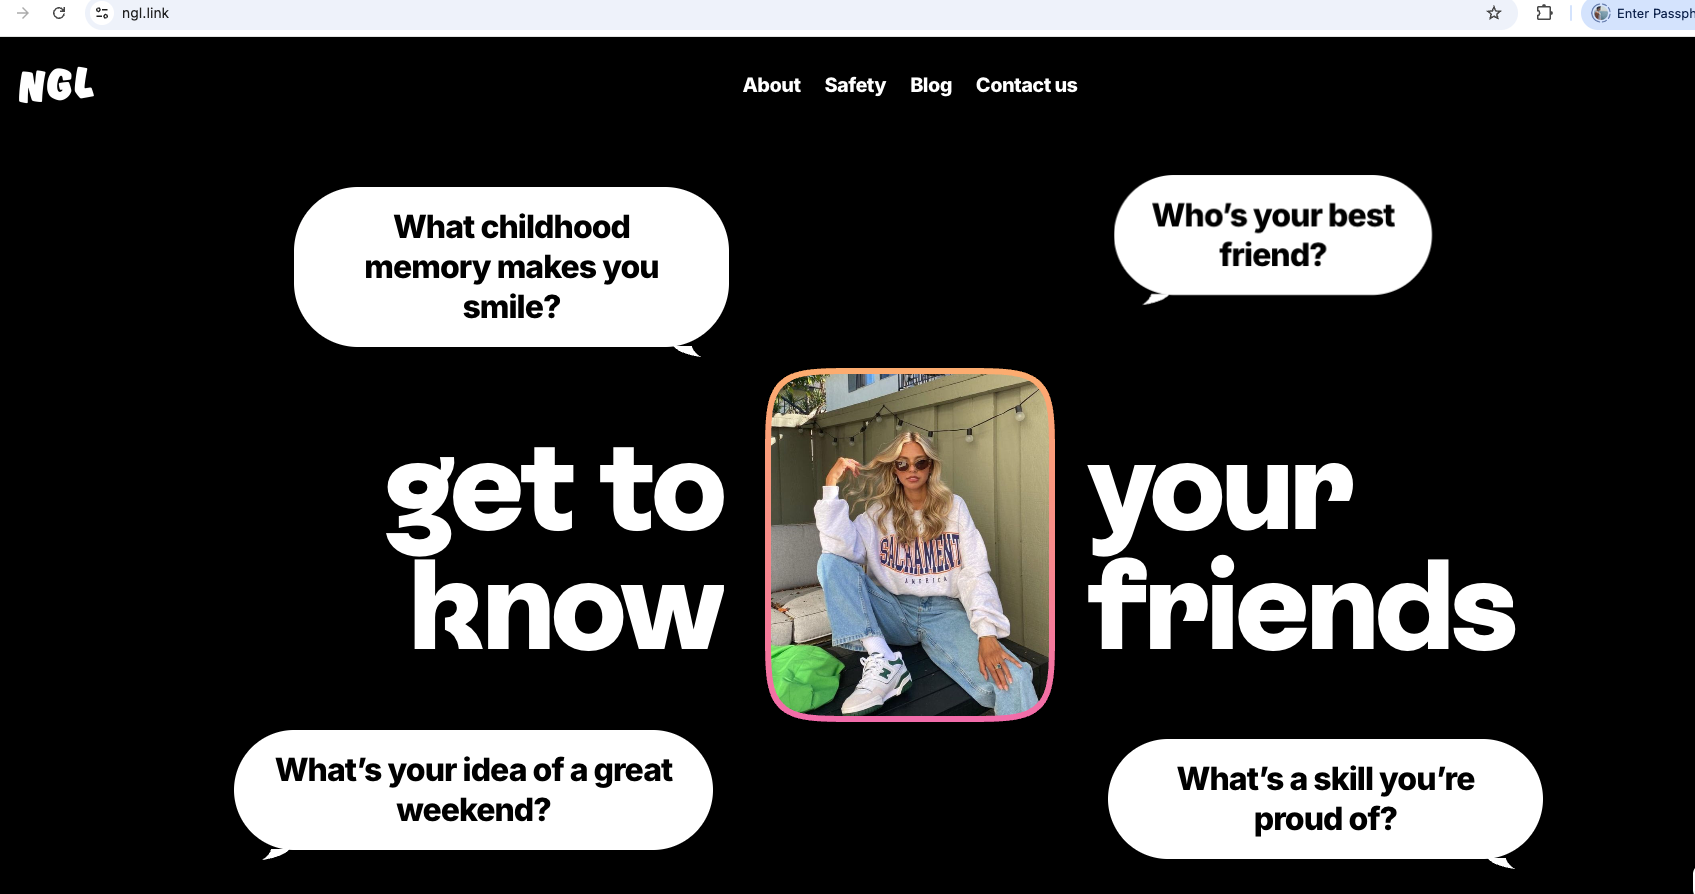 ngl.link
Enter Passph
NGL
About Safety Blog Contact us
What childhood
memory makes you
smile?
Who's your best
friend?
get to
know
SACRAMENTO
AMERICA
your
friends
What's your idea of a great
weekend?
What's a skill you're
proud of?